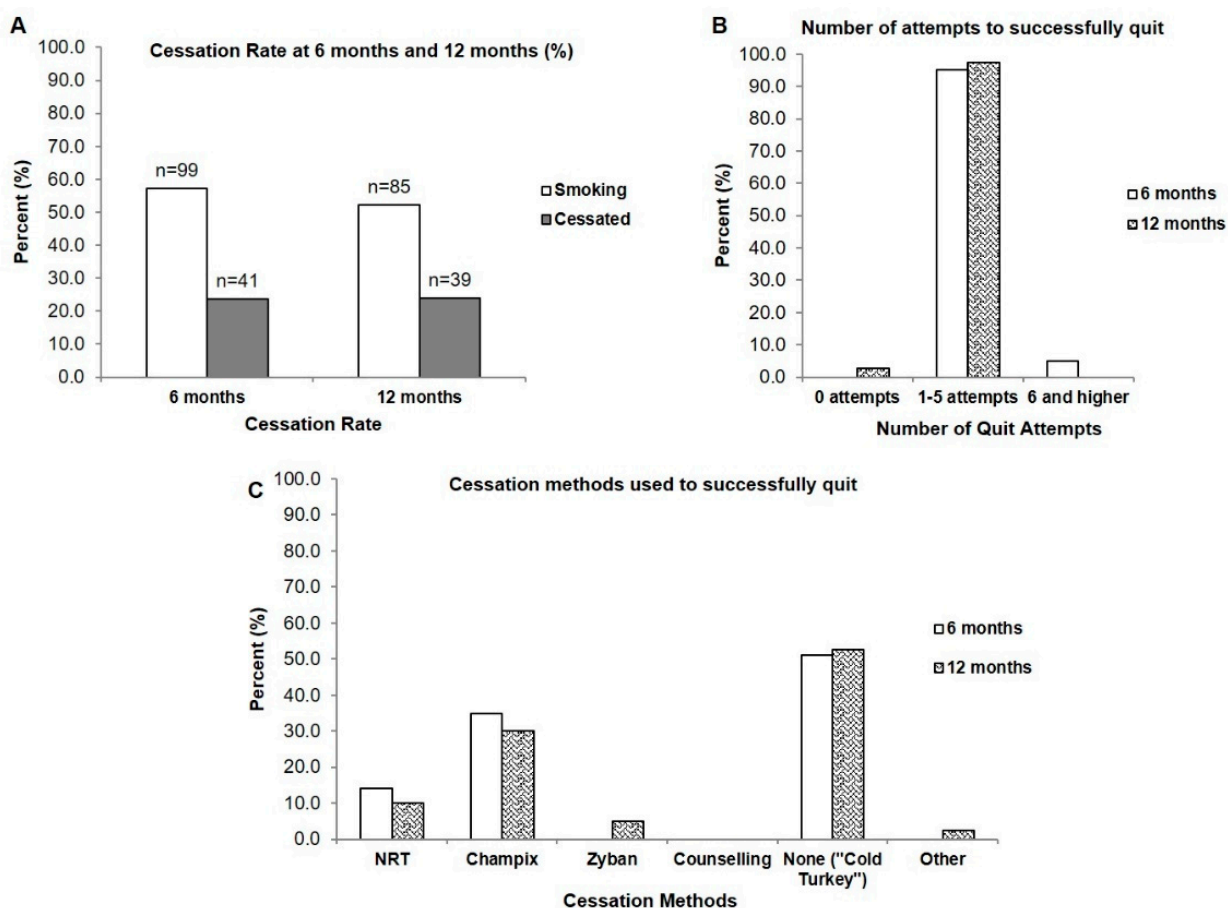 A
Cessation Rate at 6 months and 12 months (%)
100.0
90.0
80.0
70.0
60.0
50.0
40.0
30.0
20.0
10.0
0.0
Percent (%)
n=99
n=41
n=85
n=39
Smoking
Cessated
6 months
12 months
Cessation Rate
B
Number of attempts to successfully quit
100.0
90.0
80.0
70.0
60.0
50.0
40.0
30.0
20.0
10.0
0.0
Percent (%)
6 months
12 months
0 attempts
1-5 attempts
6 and higher
Number of Quit Attempts
C
Cessation methods used to successfully quit
100.0
90.0
80.0
70.0
60.0
50.0
40.0
30.0
20.0
10.0
0.0
Percent (%)
6 months
12 months
NRT
Champix
Zyban
Counselling
None ("Cold
Turkey")
Other
Cessation Methods